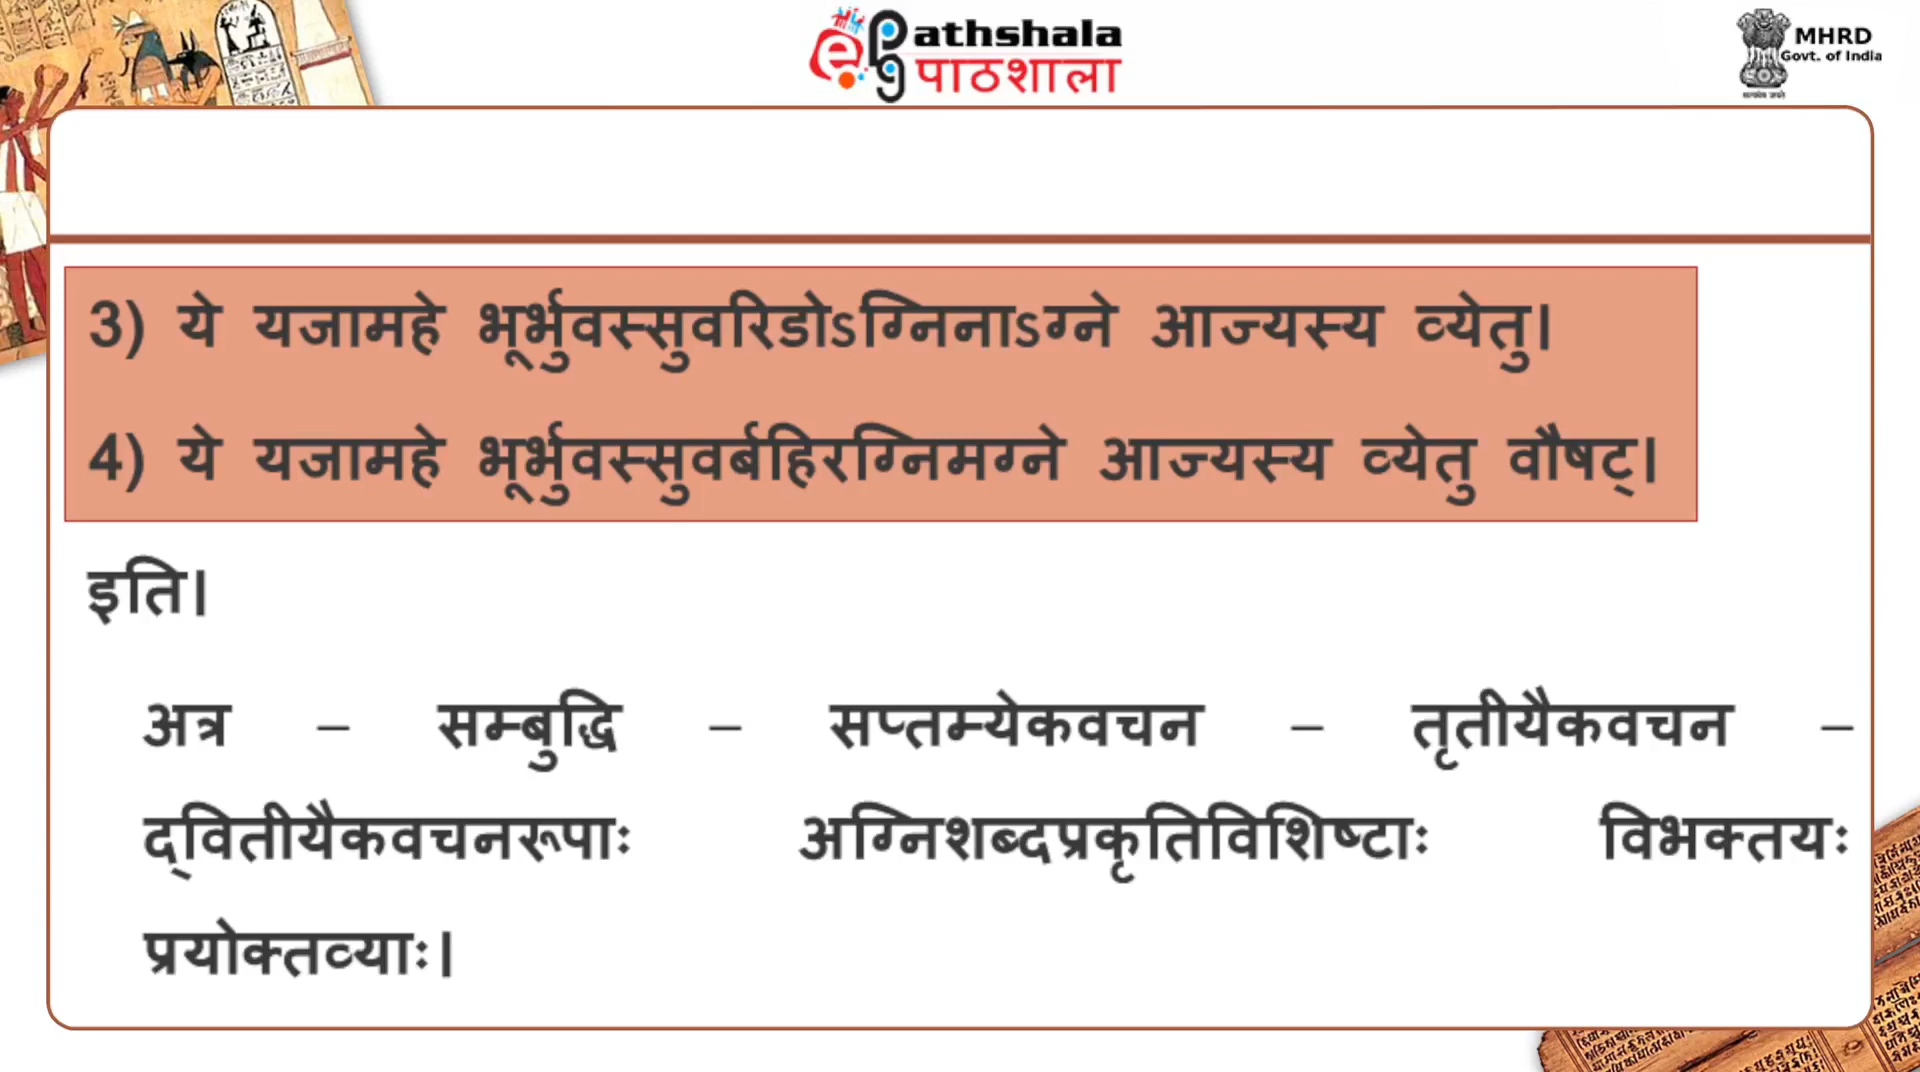 ePathshala
पाठशाला
MHRD
Govt. of India
3) ये यजामहे भूर्भुवस्सुवरिडोऽग्निनाऽग्ने आज्यस्य व्येतु।
4) ये यजामहे भूर्भुवस्सुवर्बहिरग्निमग्ने आज्यस्य व्येतु वौषट्।
इति।
अत्र – सम्बुद्धि – सप्तम्येकवचन – तृतीयैकवचन –
द्वितीयैकवचनरूपाः अग्निशब्दप्रकृतिविशिष्टाः विभक्तयः
प्रयोक्तव्याः।